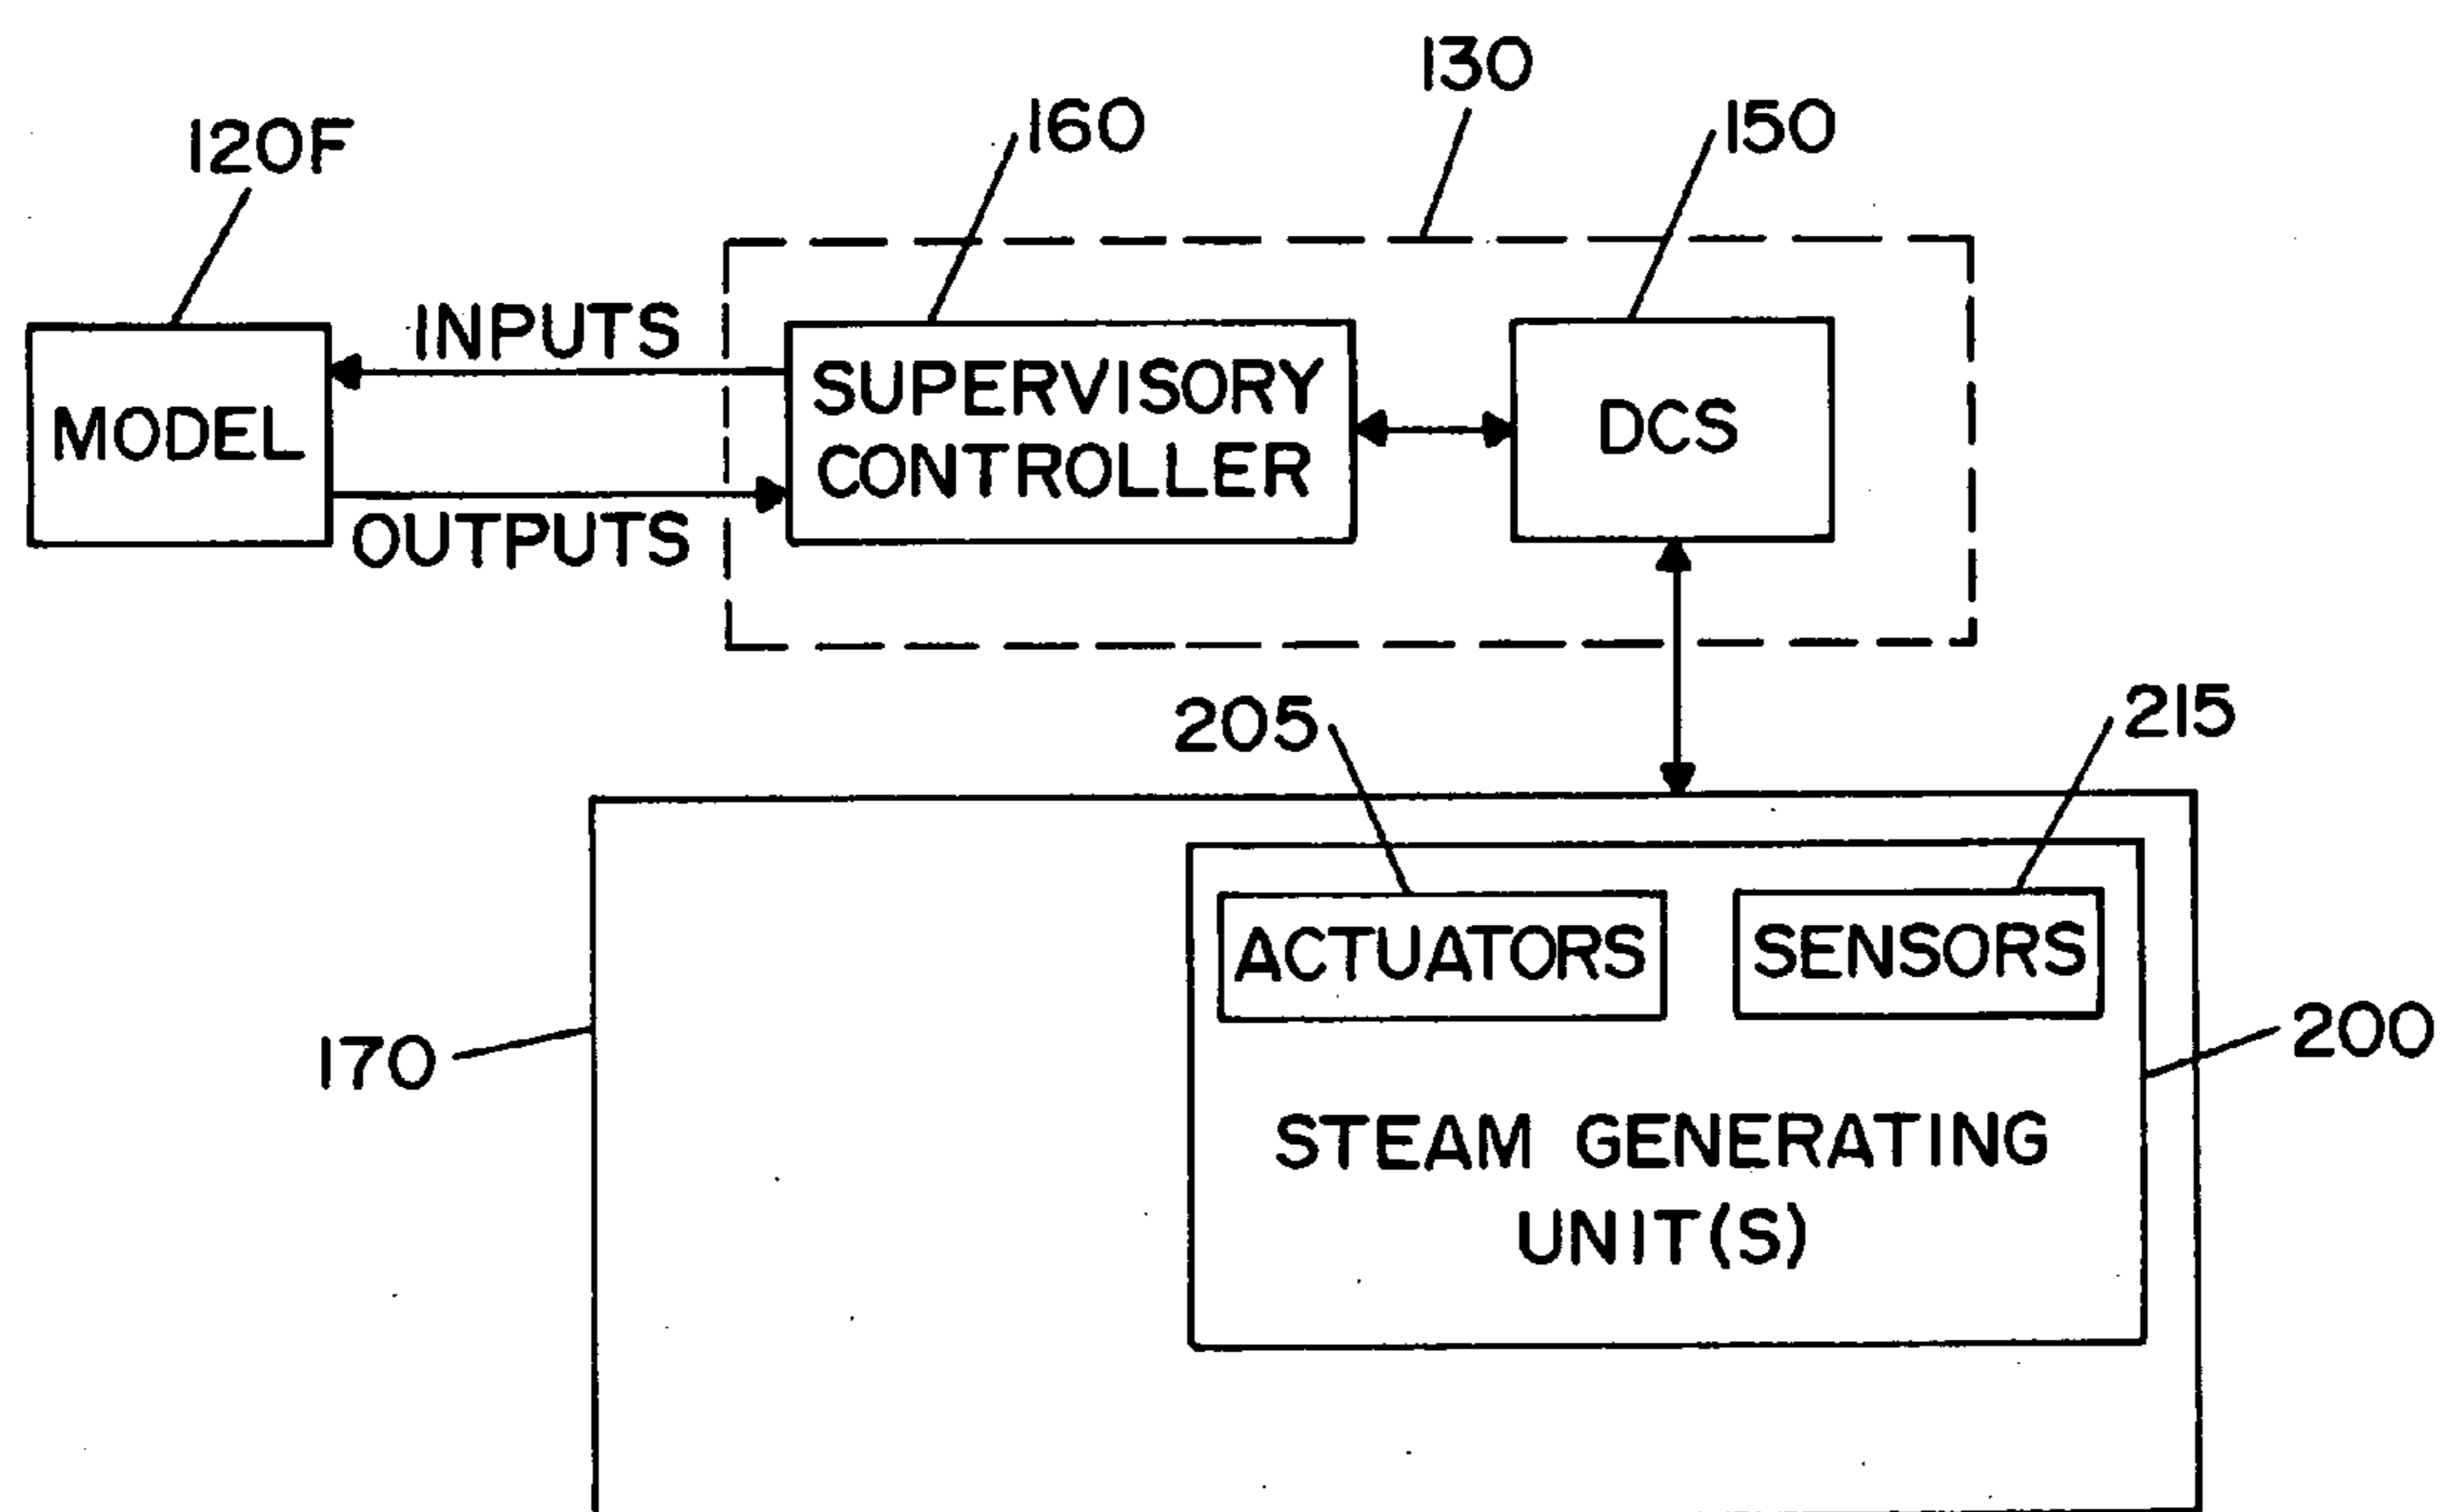 130
160
150
120F
INPUTS
SUPERVISORY
CONTROLLER
DCS
MODEL
OUTPUTS
205
215
ACTUATORS
SENSORS
170
200
STEAM GENERATING
UNIT(S)